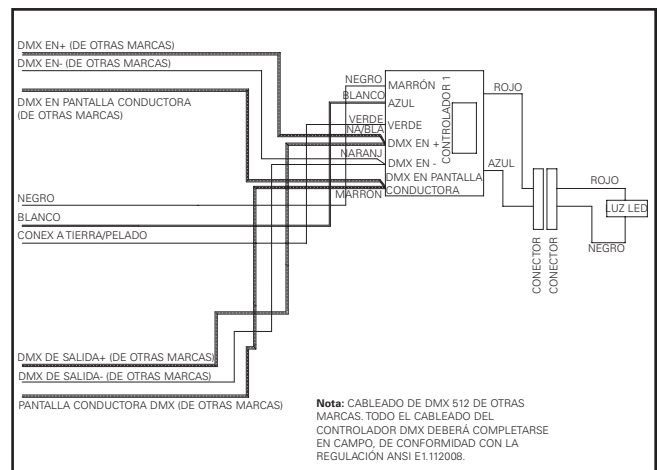 DMX EN+ (DE OTRAS MARCAS)
DMX EN- (DE OTRAS MARCAS)
DMX EN PANTALLA CONDUCTORA
(DE OTRAS MARCAS)
NEGRO
BLANCO
CONEX A TIERRA/PELADO
DMX DE SALIDA+ (DE OTRAS MARCAS)
DMX DE SALIDA- (DE OTRAS MARCAS)
PANTALLA CONDUCTORA DMX (DE OTRAS MARCAS)
NEGRO
BLANCO
VERDE
NA/BLA
NARANJ
MARRÓN
MARRÓN
AZUL
VERDE
DMX EN +
DMX EN -
DMX EN PANTALLA
CONDUCTORA
CONTROLADOR 1
ROJO
AZUL
CONECTOR
CONECTOR
ROJO
LUZ LED
NEGRO
Nota: CABLEADO DE DMX 512 DE OTRAS
MARCAS. TODO EL CABLEADO DEL
CONTROLADOR DMX DEBERÁ COMPLETARSE
EN CAMPO, DE CONFORMIDAD CON LA
REGULACIÓN ANSI E1.112008.